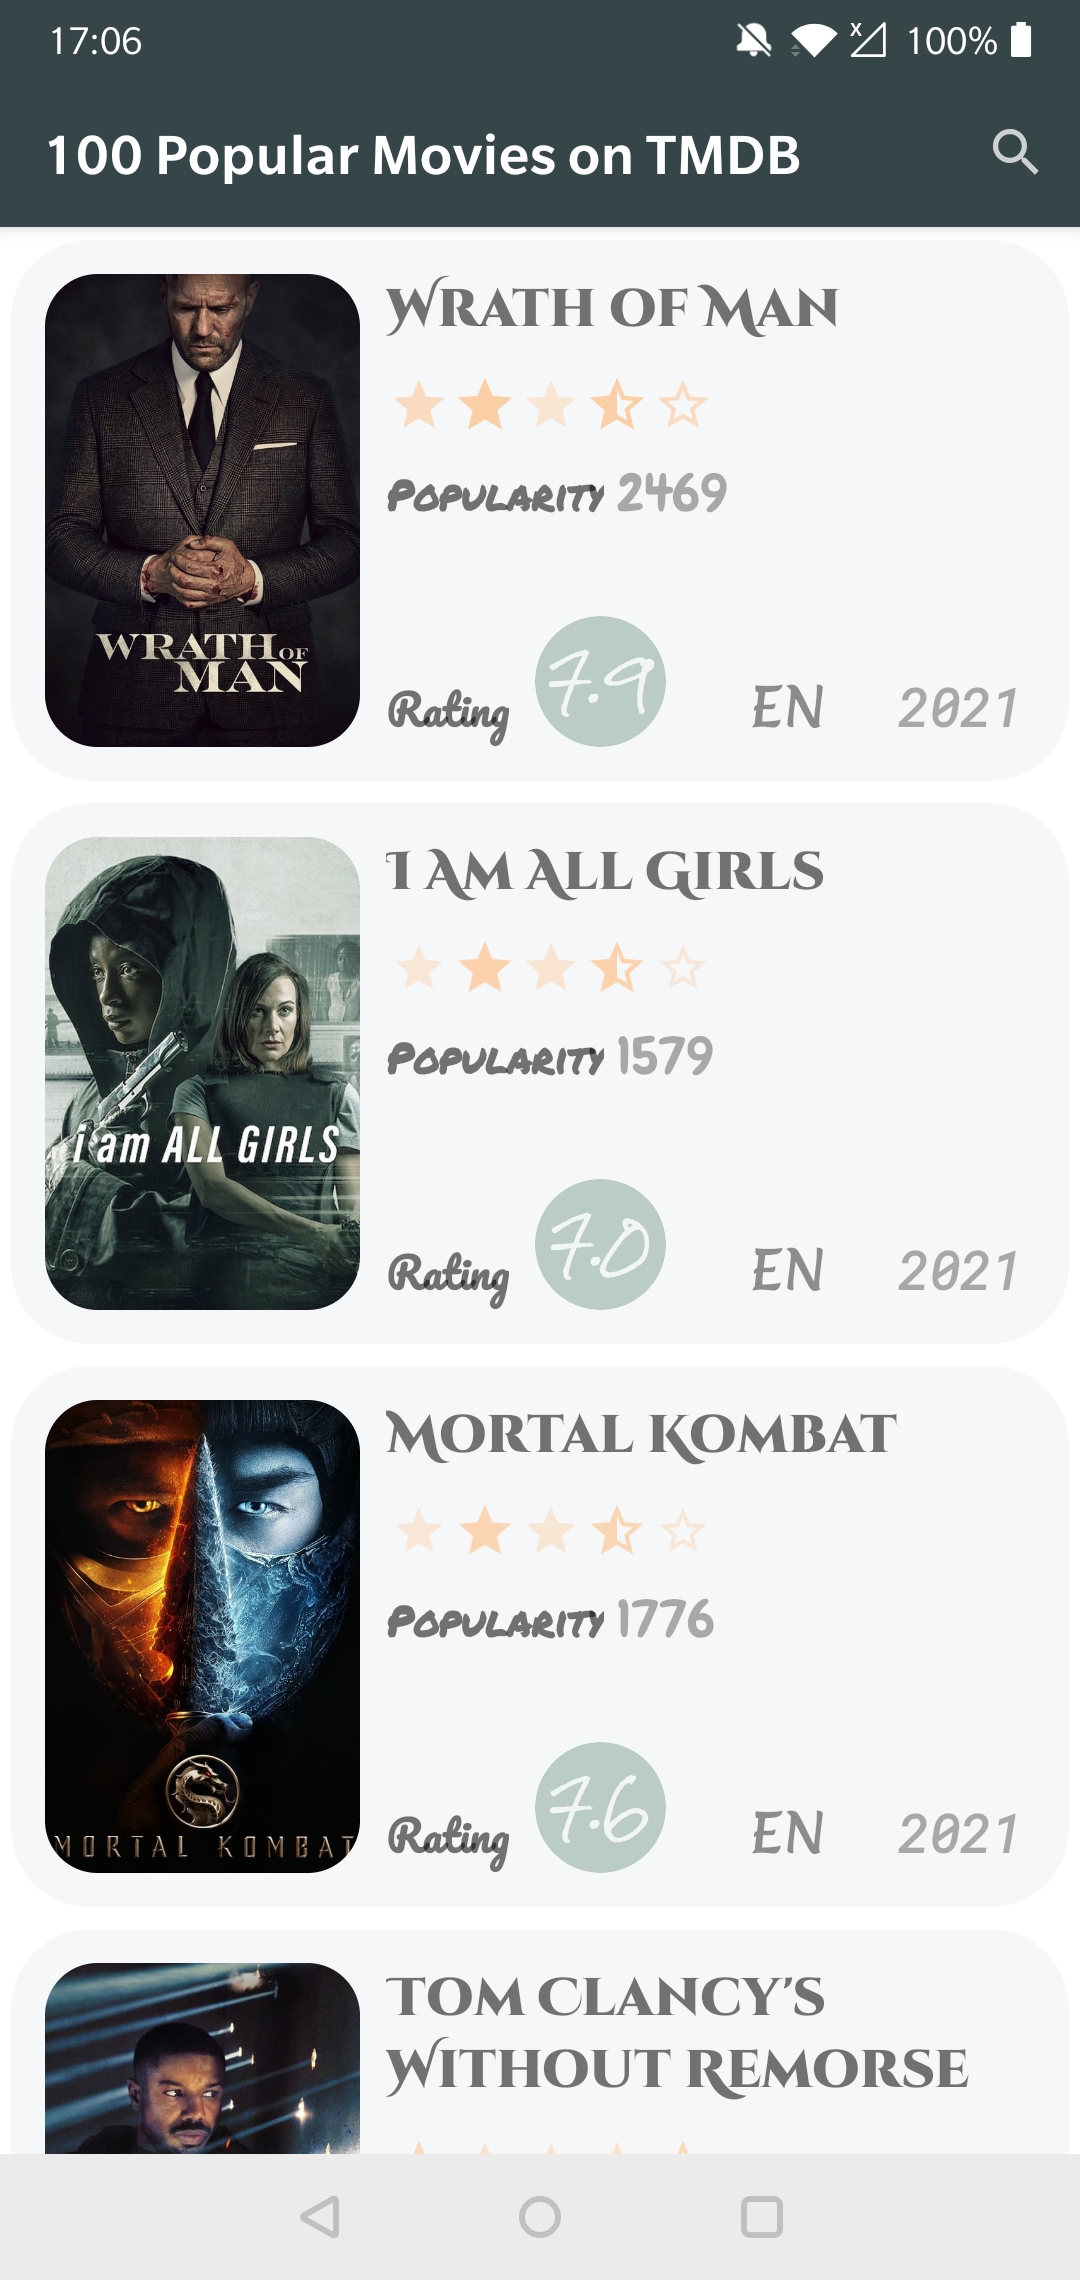 17:06
x
100%
100 Popular Movies on TMDB
WRATH OF MAN
WRATH OF
MAN
Popularity 2469
Rating 7.9 EN 2021
I AM ALL GIRLS
i am ALL GIRLS
Popularity 1579
Rating 7.0 EN 2021
MORTAL KOMBAT
MORTAL KOMBAT
Popularity 1776
Rating 7.6 EN 2021
TOM CLANCY'S
WITHOUT REMORSE